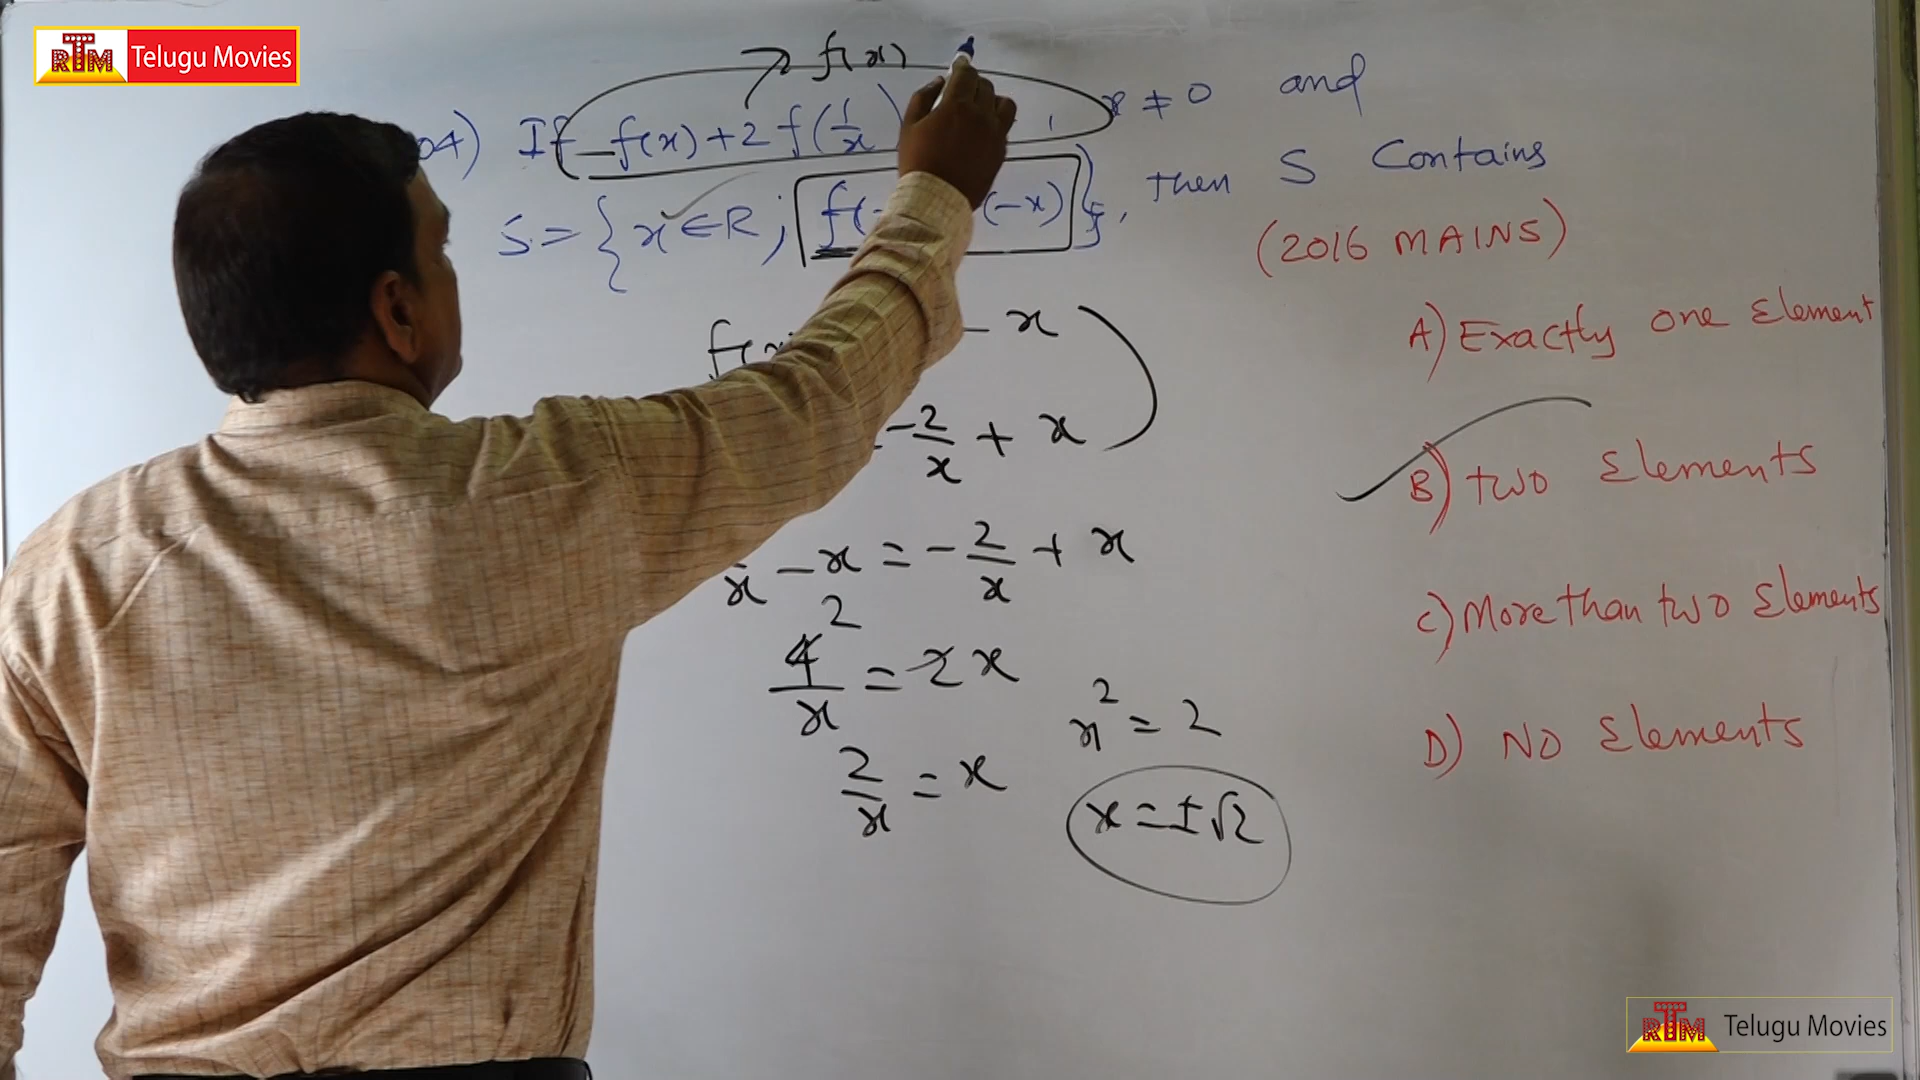 RTM Telugu Movies
f(x)
04) If f(x) + 2 f(1/x) , x ≠ 0 and
S = { x ∈ R ; f( (-x) } , then S Contains
(2016 MAINS)
f(x) - x
- 2/x + x
x - x = - 2/x + x
4/x = 2x
2
2/x = x
x² = 2
x = ± √2
A) Exactly one Element
B) Two Elements
C) More than two Elements
D) No Elements
RTM Telugu Movies